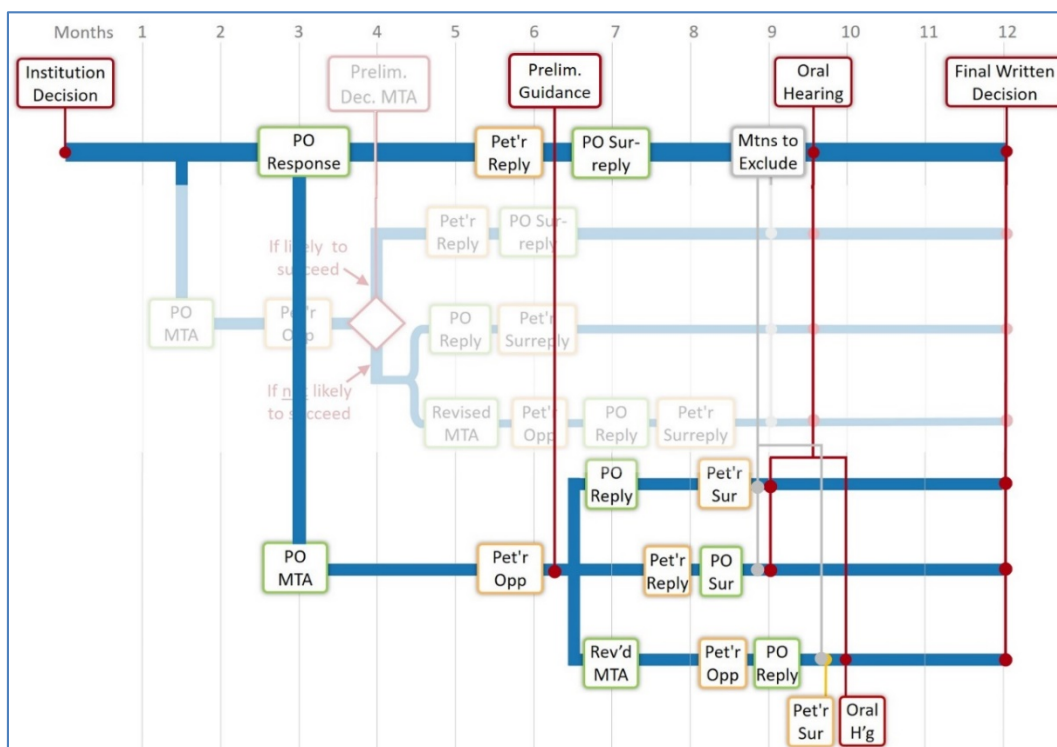 Months 1 2 3 4 5 6 7 8 9 10 11 12
Institution
Decision
Prelim.
Dec. MTA
Prelim.
Guidance
Oral
Hearing
Final Written
Decision
PO
Response
Pet'r
Reply
PO Sur-
reply
Mtns to
Exclude
If likely to
succeed
Pet'r
Reply
PO Sur-
reply
PO
MTA
Pet'r
Opp
PO
Reply
Pet'r
Surreply
If not likely
to succeed
Revised
MTA
Pet'r
Opp
PO
Reply
Pet'r
Surreply
PO
Reply
Pet'r
Sur
PO
MTA
Pet'r
Opp
Pet'r
Reply
PO
Sur
Rev'd
MTA
Pet'r
Opp
PO
Reply
Pet'r
Sur
Oral
H'g